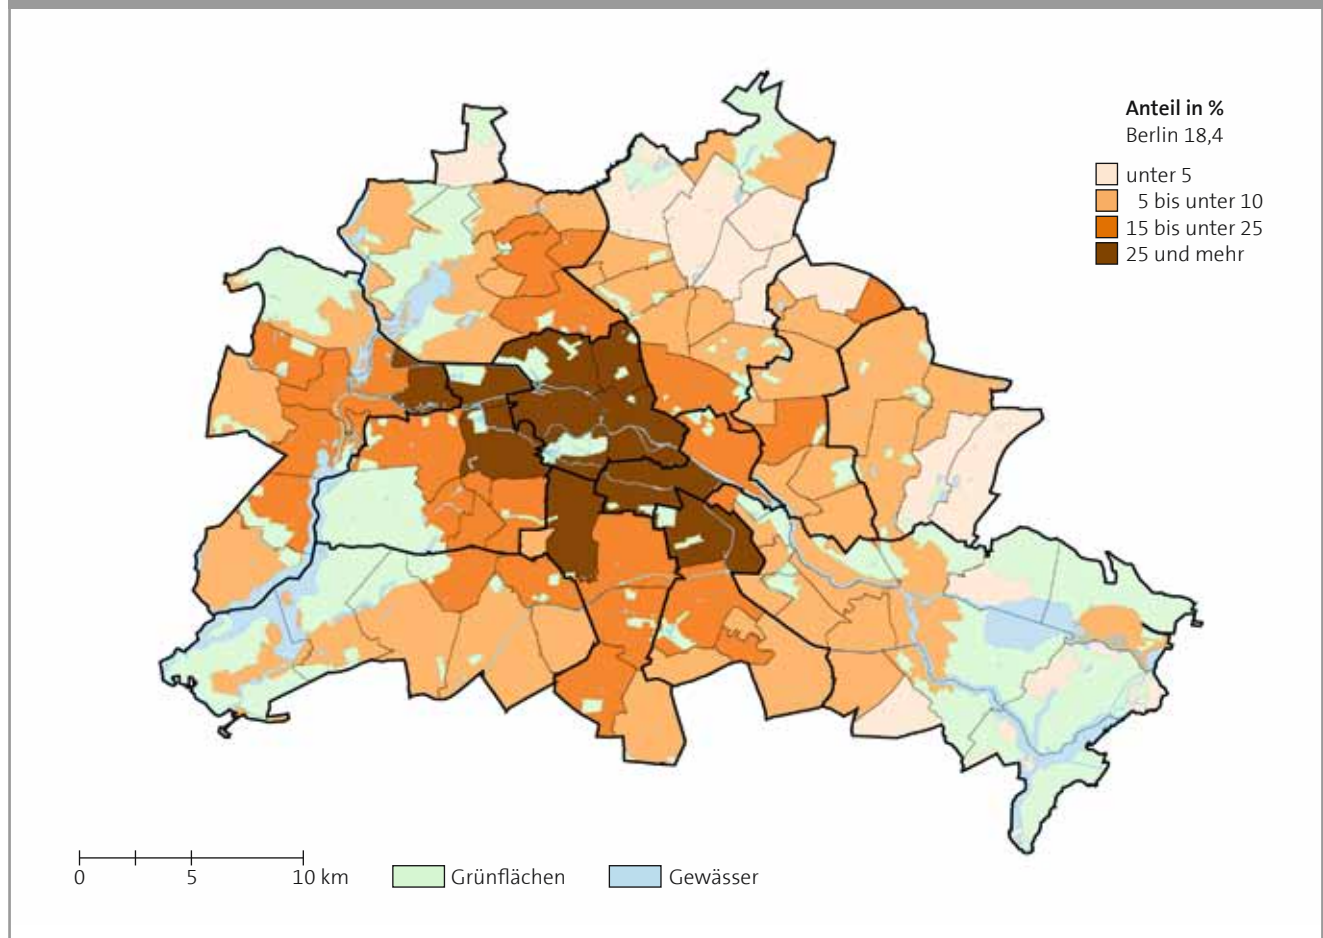 Anteil in %
Berlin 18,4
unter 5
5 bis unter 10
15 bis unter 25
25 und mehr
0 5 10 km Grünflächen Gewässer